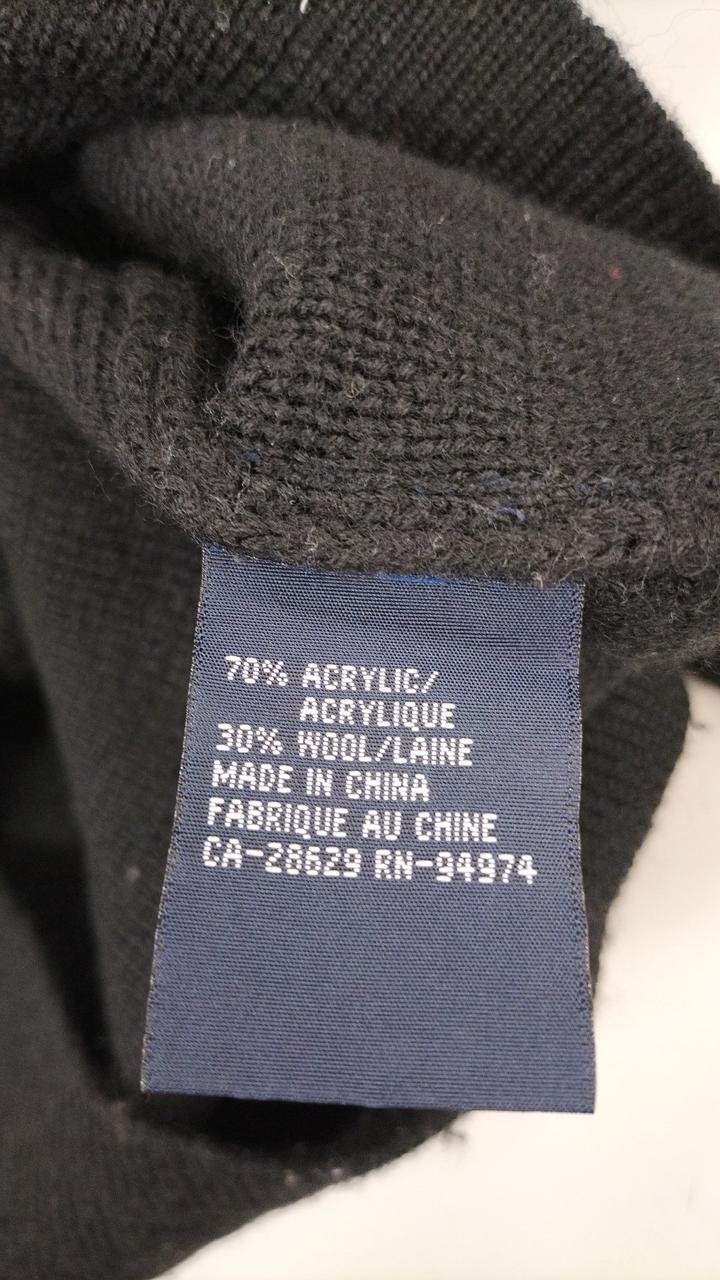 70% ACRYLIC/
ACRYLIQUE
30% WOOL/LAINE
MADE IN CHINA
FABRIQUE AU CHINE
CA-28629 RN-94974